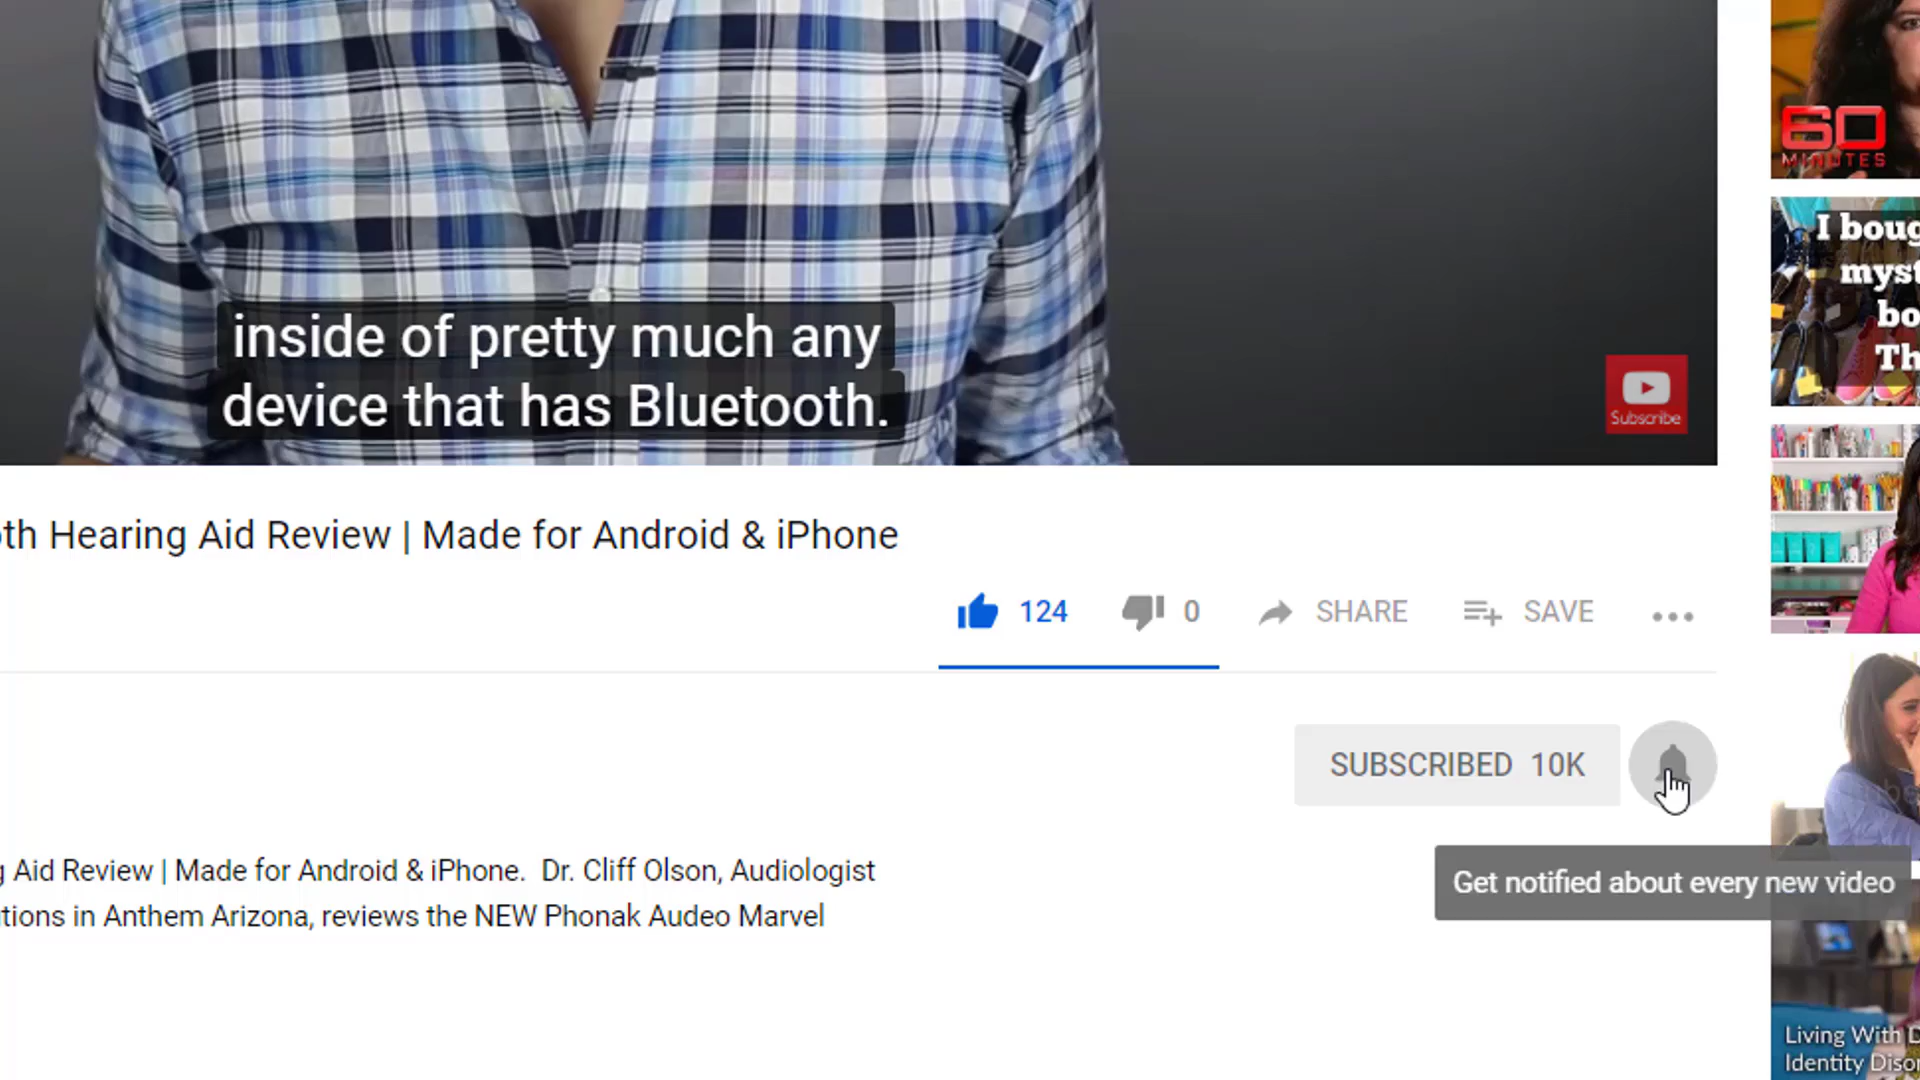 60
MINUTES
I boug
myst
bo
Th
inside of pretty much any
device that has Bluetooth.
Subscribe
oth Hearing Aid Review | Made for Android & iPhone
124 0 SHARE SAVE
SUBSCRIBED 10K
Get notified about every new video
g Aid Review | Made for Android & iPhone. Dr. Cliff Olson, Audiologist
tions in Anthem Arizona, reviews the NEW Phonak Audeo Marvel
Living With D
Identity Disor